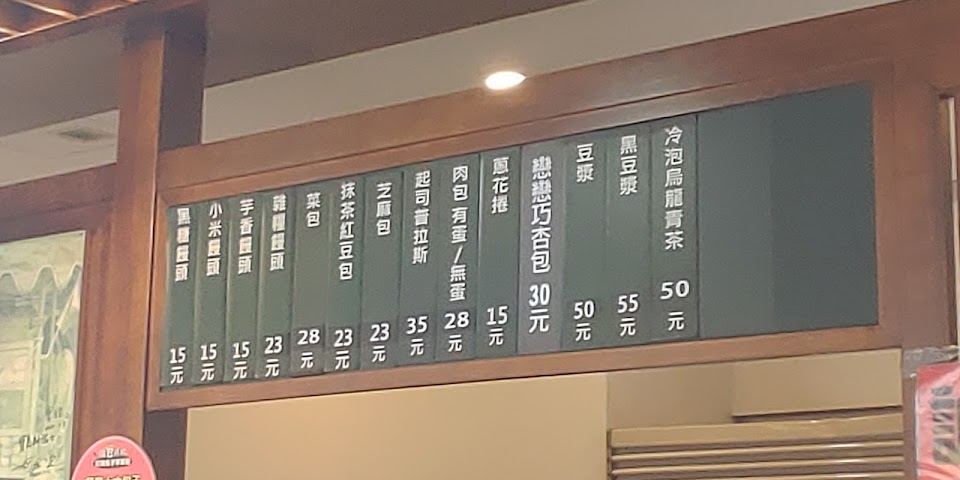 冷泡烏龍青茶 50元
黑豆漿 55元
豆漿 50元
戀戀巧杏包 30元
蔥花捲 15元
肉包 有蛋/無蛋 28元
起司普拉斯 35元
芝麻包 23元
抹茶紅豆包 23元
菜包 28元
雜糧饅頭 23元
芋香饅頭 15元
小米饅頭 15元
黑糖饅頭 15元